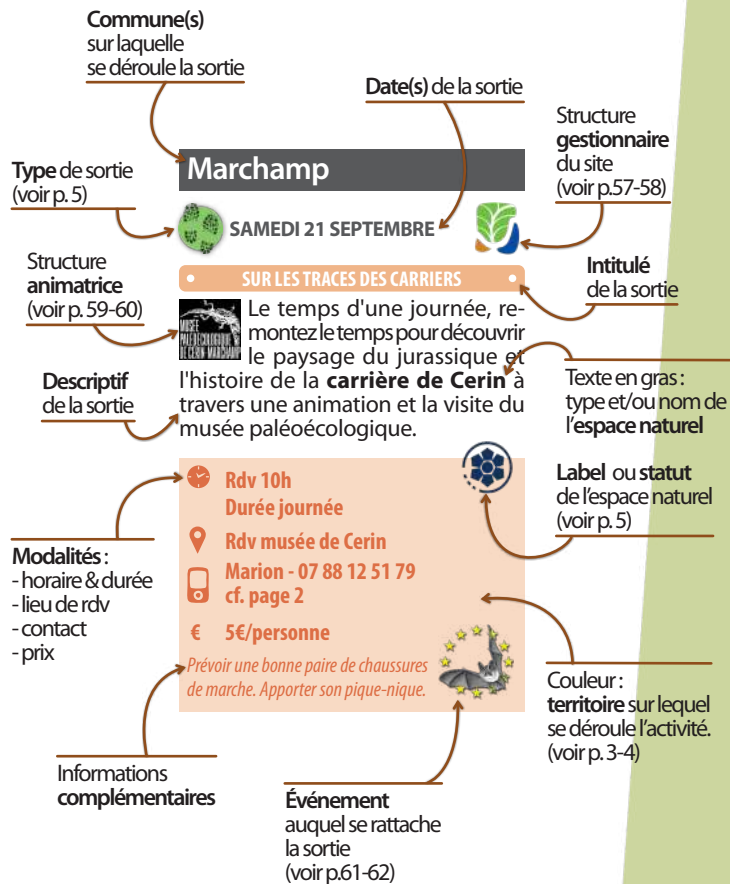 Commune(s)
sur laquelle
se déroule la sortie
Date(s) de la sortie
Structure
gestionnaire
du site
(voir p.57-58)
Marchamp
Type de sortie
(voir p. 5)
SAMEDI 21 SEPTEMBRE
Structure
animatrice
(voir p. 59-60)
SUR LES TRACES DES CARRIERS
Intitulé
de la sortie
MUSÉE
PALÉOÉCOLOGIQUE
DE CERIN-MARCHAMP
Le temps d'une journée, re-
montez le temps pour découvrir
le paysage du jurassique et
l'histoire de la carrière de Cerin à
travers une animation et la visite du
musée paléoécologique.
Descriptif
de la sortie
Texte en gras :
type et/ou nom de
l'espace naturel
Label ou statut
de l'espace naturel
(voir p. 5)
Rdv 10h
Durée journée
Rdv musée de Cerin
Marion - 07 88 12 51 79
cf. page 2
€ 5€/personne
Prévoir une bonne paire de chaussures
de marche. Apporter son pique-nique.
Modalités :
- horaire & durée
- lieu de rdv
- contact
- prix
Couleur :
territoire sur lequel
se déroule l'activité.
(voir p. 3-4)
Informations
complémentaires
Événement
auquel se rattache
la sortie
(voir p.61-62)